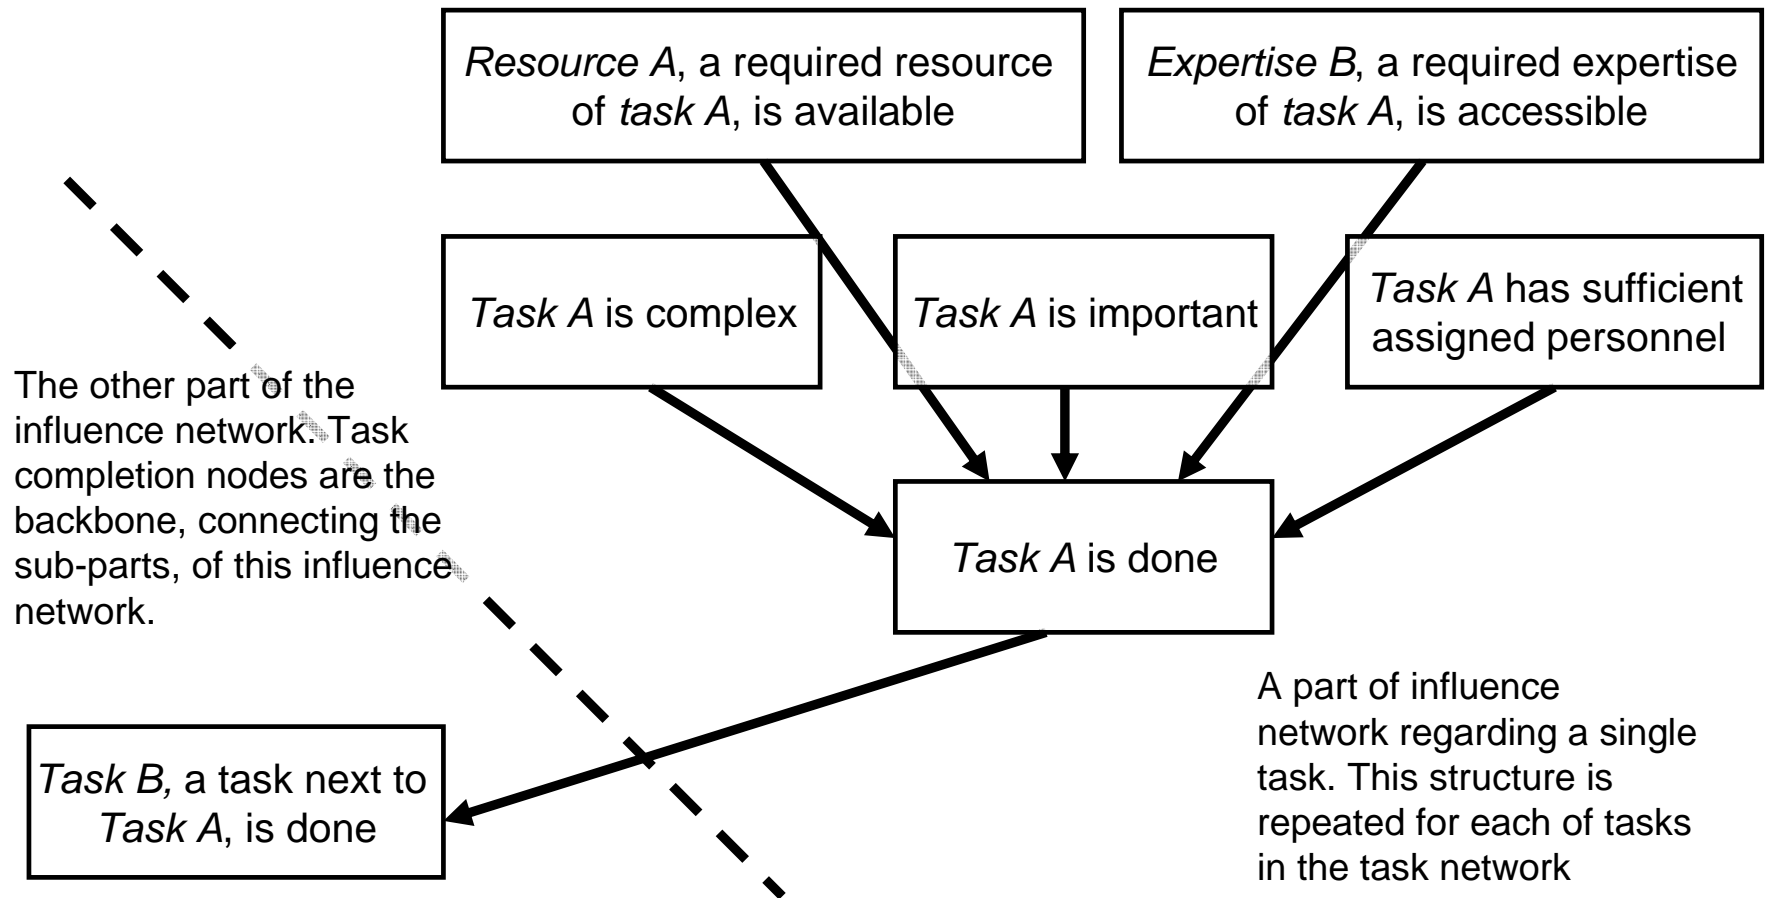 Resource A, a required resource
of task A, is available
Expertise B, a required expertise
of task A, is accessible
Task A is complex
Task A is important
Task A has sufficient
assigned personnel
The other part of the
influence network. Task
completion nodes are the
backbone, connecting the
sub-parts, of this influence
network.
Task A is done
Task B, a task next to
Task A, is done
A part of influence
network regarding a single
task. This structure is
repeated for each of tasks
in the task network